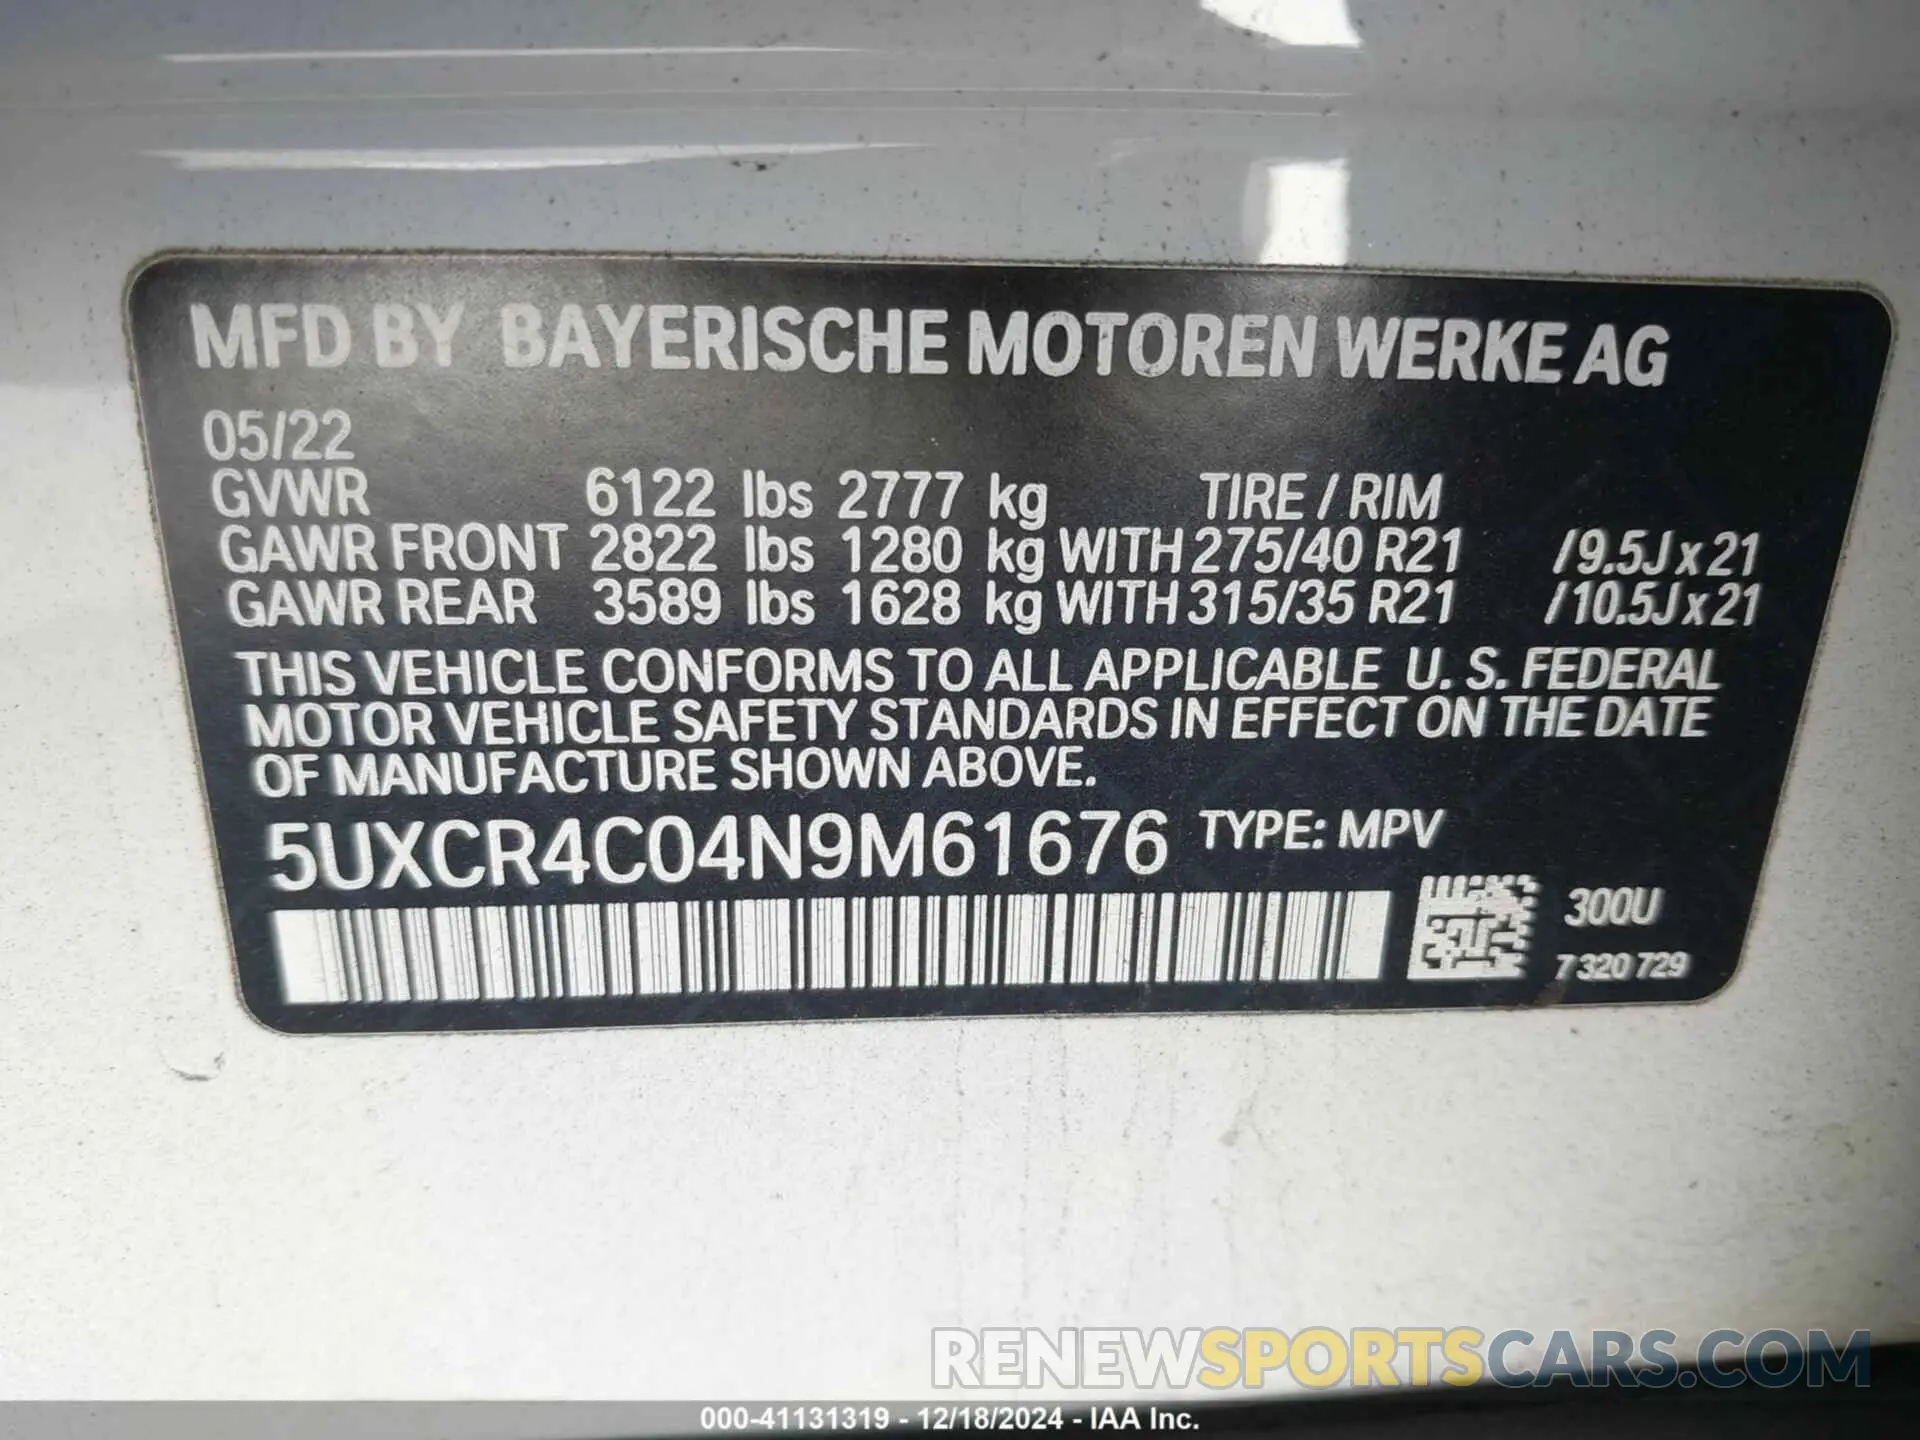 MFD BY BAYERISCHE MOTOREN WERKE AG
05/22
GVWR 6122 lbs 2777 kg TIRE / RIM
GAWR FRONT 2822 lbs 1280 kg WITH 275/40 R21 /9.5J x 21
GAWR REAR 3589 lbs 1628 kg WITH 315/35 R21 /10.5J x 21
THIS VEHICLE CONFORMS TO ALL APPLICABLE U. S. FEDERAL
MOTOR VEHICLE SAFETY STANDARDS IN EFFECT ON THE DATE
OF MANUFACTURE SHOWN ABOVE.
5UXCR4C04N9M61676 TYPE: MPV
300U
7 320 729
RENEWSPORTSCARS.COM
000-41131319 - 12/18/2024 - IAA Inc.